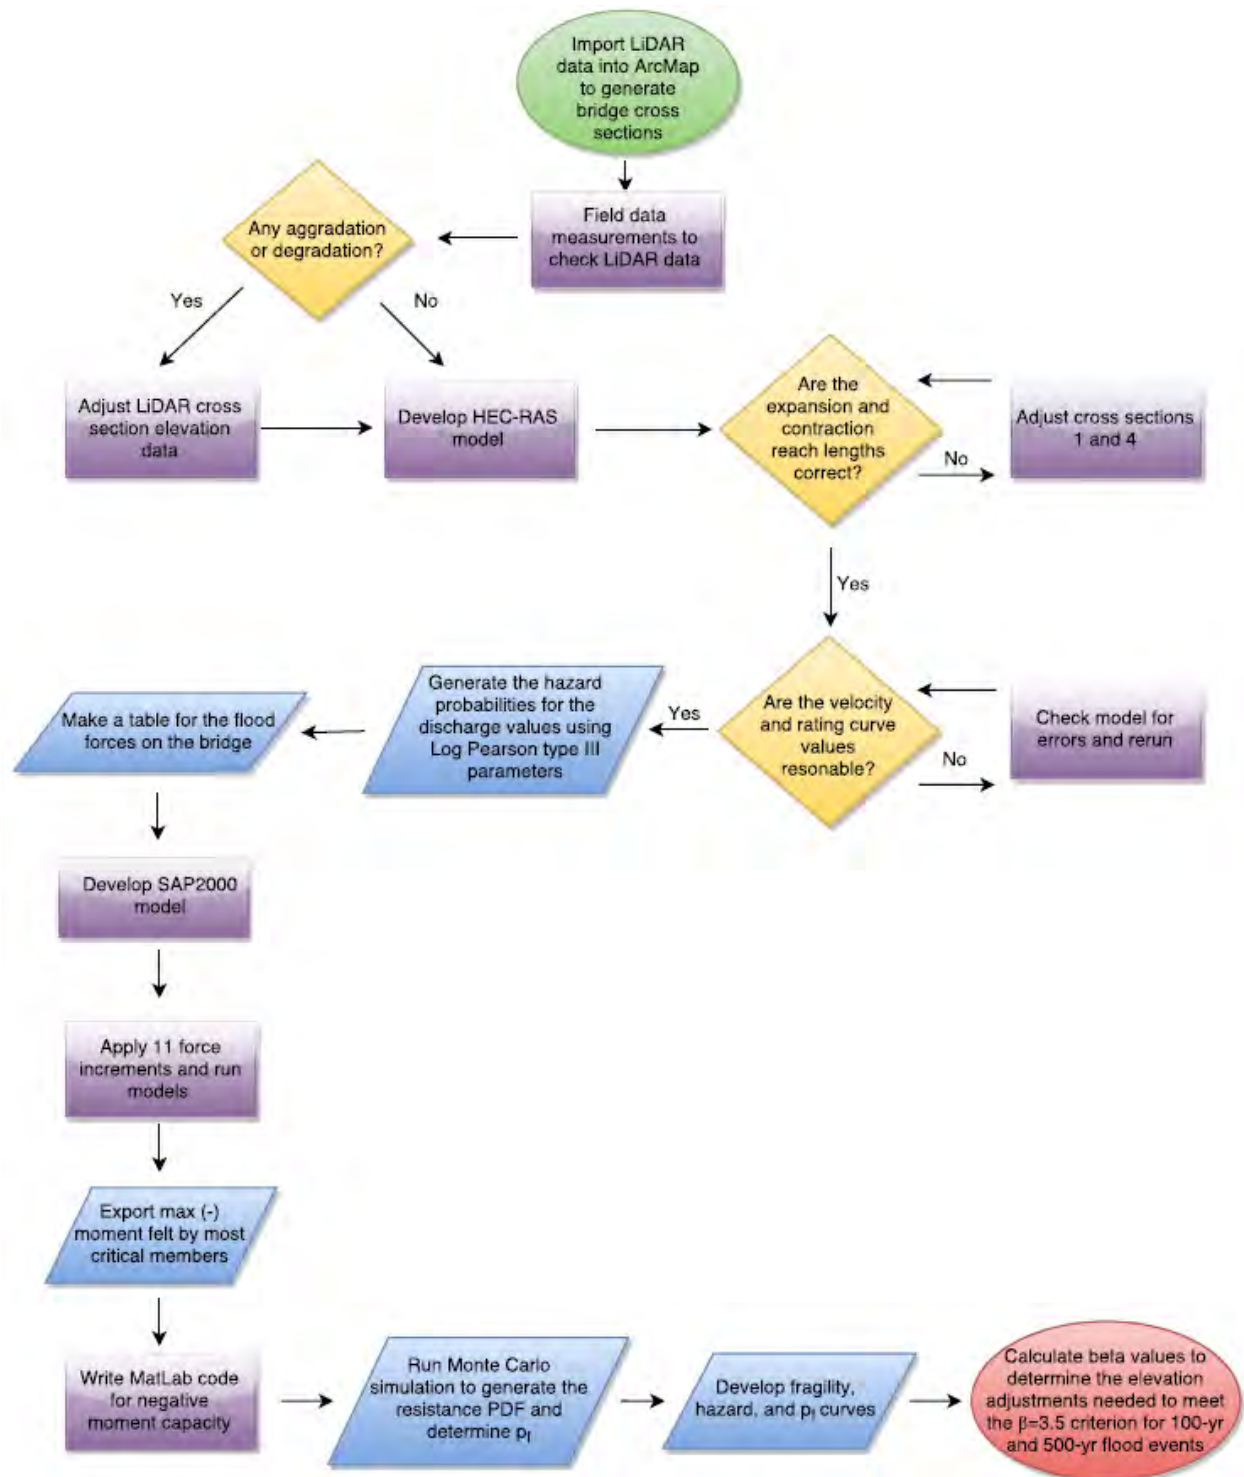 Import LiDAR
data into ArcMap
to generate
bridge cross
sections
Field data
measurements to
check LiDAR data
Any aggradation
or degradation?
Yes
No
Adjust LiDAR cross
section elevation
data
Develop HEC-RAS
model
Are the
expansion and
contraction
reach lengths
correct?
No
Adjust cross sections
1 and 4
Yes
Are the velocity
and rating curve
values
resonable?
No
Check model for
errors and rerun
Yes
Generate the hazard
probabilities for the
discharge values using
Log Pearson type III
parameters
Make a table for the flood
forces on the bridge
Develop SAP2000
model
Apply 11 force
increments and run
models
Export max (-)
moment felt by most
critical members
Write MatLab code
for negative
moment capacity
Run Monte Carlo
simulation to generate the
resistance PDF and
determine pf
Develop fragility,
hazard, and pf curves
Calculate beta values to
determine the elevation
adjustments needed to meet
the β=3.5 criterion for 100-yr
and 500-yr flood events